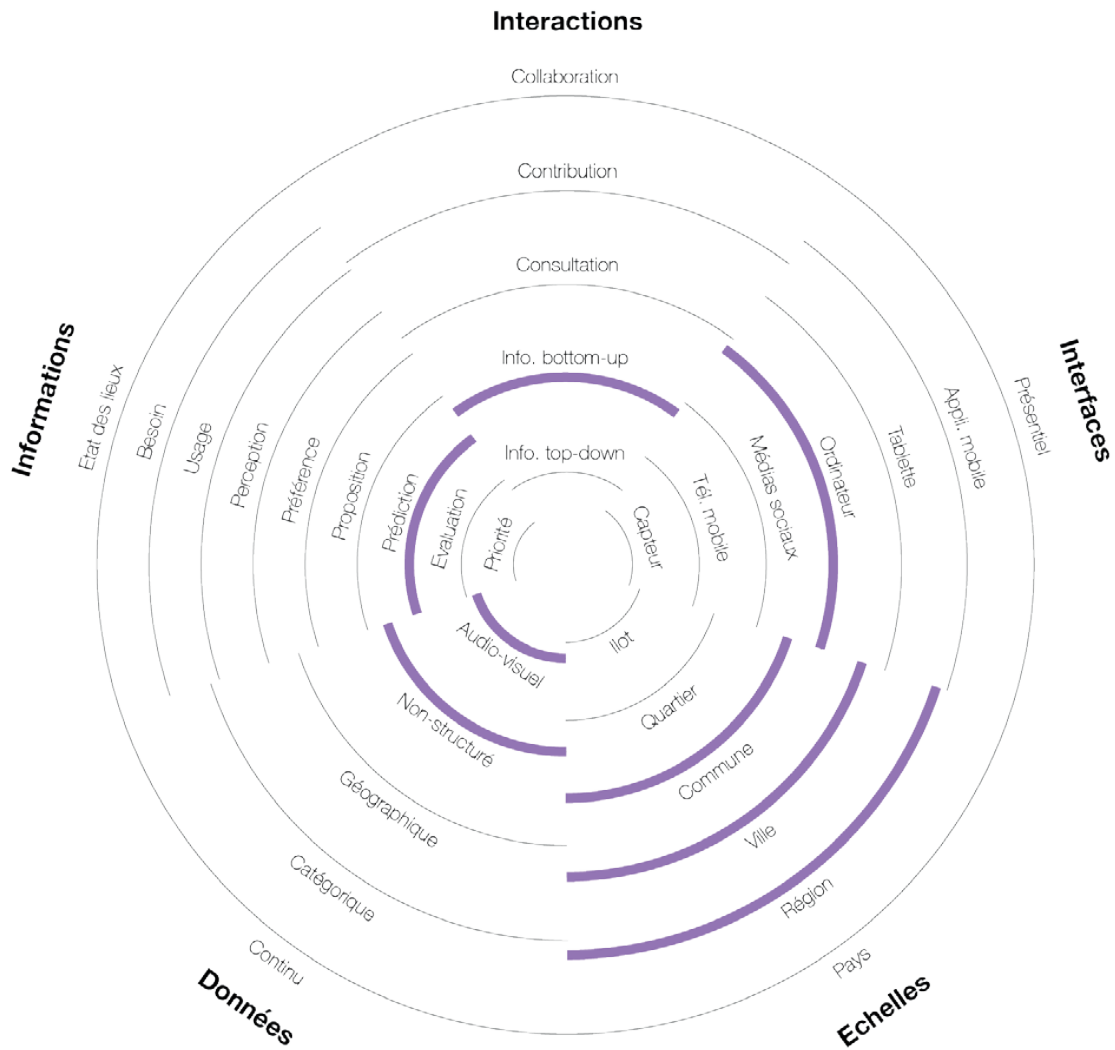 Interactions
Collaboration
Contribution
Consultation
Info. bottom-up
Info. top-down
Interfaces
Présentiel
Appli. mobile
Tablette
Ordinateur
Médias sociaux
Tél. mobile
Capteur
Echelles
Ilot
Quartier
Commune
Ville
Région
Pays
Données
Audio-visuel
Non-structuré
Géographique
Catégorique
Continu
Informations
Etat des lieux
Besoin
Usage
Perception
Préférence
Proposition
Prédiction
Evaluation
Priorité